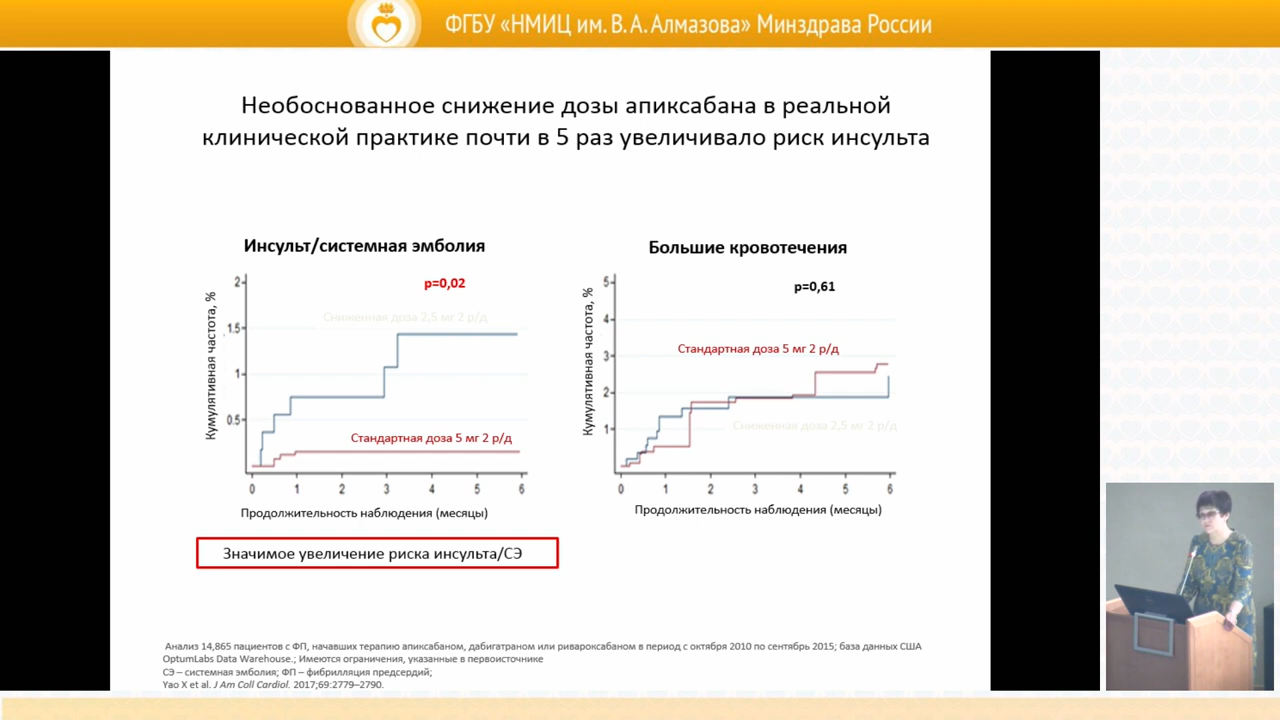 ФГБУ «НМИЦ им. В. А. Алмазова» Минздрава России
Необоснованное снижение дозы апиксабана в реальной
клинической практике почти в 5 раз увеличивало риск инсульта
Инсульт/системная эмболия
p=0,02
Сниженная доза 2,5 мг 2 р/д
Стандартная доза 5 мг 2 р/д
Кумулятивная частота, %
2
1.5
1
0.5
0 1 2 3 4 5 6
Продолжительность наблюдения (месяцы)
Значимое увеличение риска инсульта/СЭ
Большие кровотечения
p=0,61
Стандартная доза 5 мг 2 р/д
Сниженная доза 2,5 мг 2 р/д
Кумулятивная частота, %
5
4
3
2
1
0 1 2 3 4 5 6
Продолжительность наблюдения (месяцы)
Анализ 14,865 пациентов с ФП, начавших терапию апиксабаном, дабигатраном или ривароксабаном в период с октября 2010 по сентябрь 2015; база данных США
OptumLabs Data Warehouse.; Имеются ограничения, указанные в первоисточнике
СЭ – системная эмболия; ФП – фибрилляция предсердий;
Yao X et al. J Am Coll Cardiol. 2017;69:2779–2790.